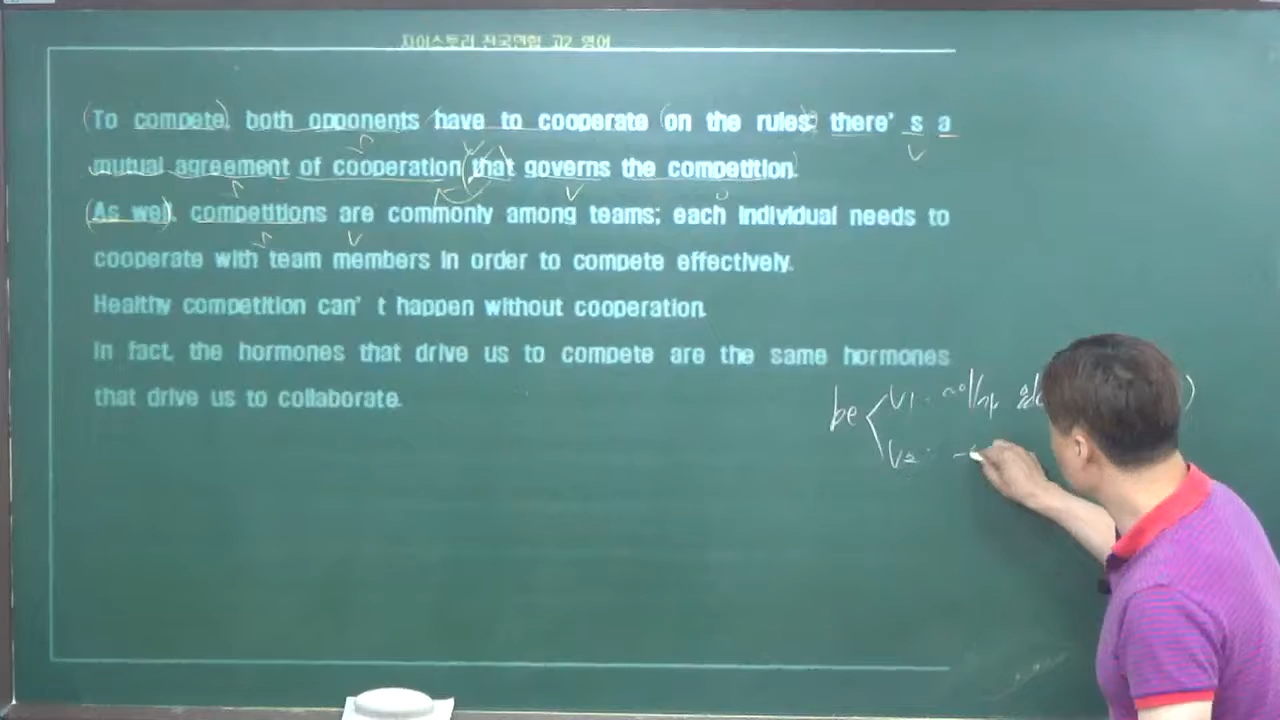 자이스토리 전국연합 고2 영어
(To compete), both opponents have to cooperate (on the rules); there's a
mutual agreement of cooperation (that governs the competition).
(As well), competitions are commonly among teams; each individual needs to
cooperate with team members in order to compete effectively.
Healthy competition can't happen without cooperation.
In fact, the hormones that drive us to compete are the same hormones
that drive us to collaborate.
be V1.
V2.
V
V
V